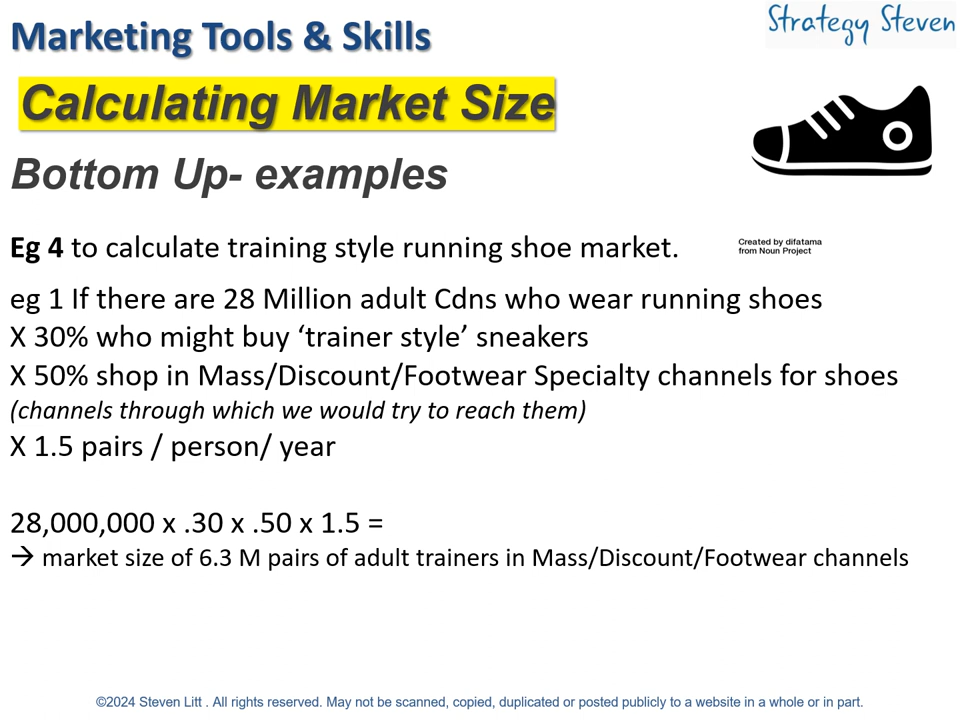 Marketing Tools & Skills
Strategy Steven
Calculating Market Size
Bottom Up- examples
Eg 4 to calculate training style running shoe market.
Created by difatama
from Noun Project
eg 1 If there are 28 Million adult Cdns who wear running shoes
X 30% who might buy ‘trainer style’ sneakers
X 50% shop in Mass/Discount/Footwear Specialty channels for shoes
(channels through which we would try to reach them)
X 1.5 pairs / person/ year
28,000,000 x .30 x .50 x 1.5 =
→ market size of 6.3 M pairs of adult trainers in Mass/Discount/Footwear channels
©2024 Steven Litt . All rights reserved. May not be scanned, copied, duplicated or posted publicly to a website in a whole or in part.